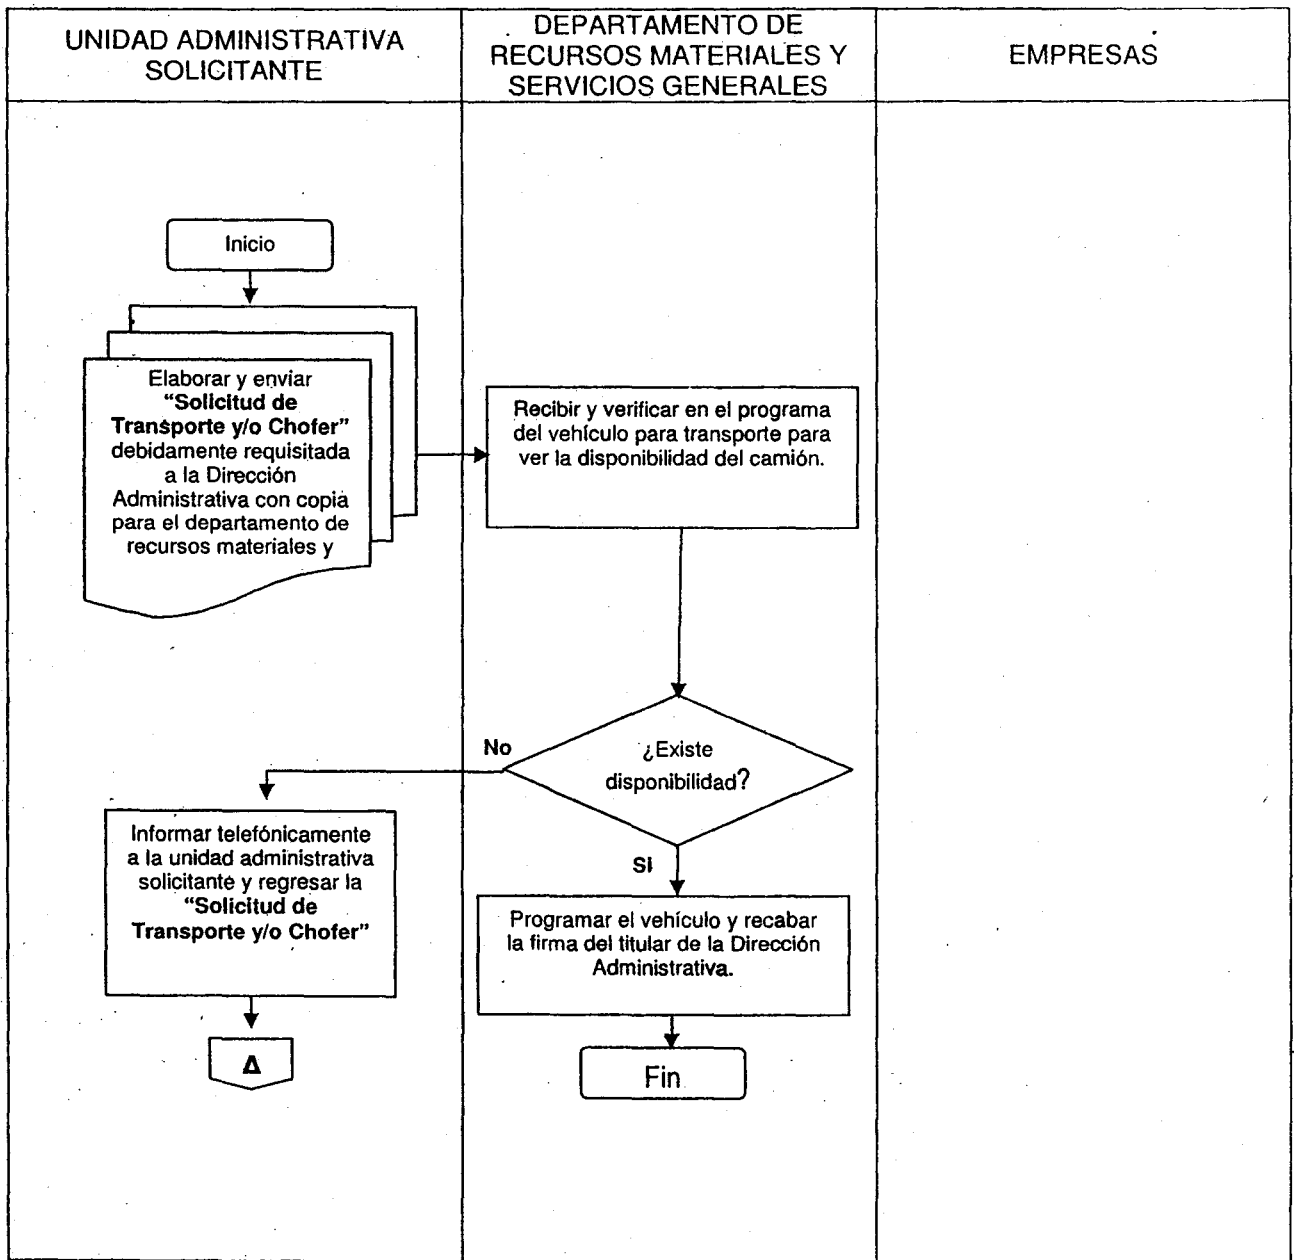 UNIDAD ADMINISTRATIVA
SOLICITANTE
DEPARTAMENTO DE
RECURSOS MATERIALES Y
SERVICIOS GENERALES
EMPRESAS
Inicio
Elaborar y enviar
“Solicitud de
Transporte y/o Chofer”
debidamente requisitada
a la Dirección
Administrativa con copia
para el departamento de
recursos materiales y
Recibir y verificar en el programa
del vehículo para transporte para
ver la disponibilidad del camión.
¿Existe
disponibilidad?
No
SI
Informar telefónicamente
a la unidad administrativa
solicitante y regresar la
“Solicitud de
Transporte y/o Chofer”
Programar el vehículo y recabar
la firma del titular de la Dirección
Administrativa.
Δ
Fin